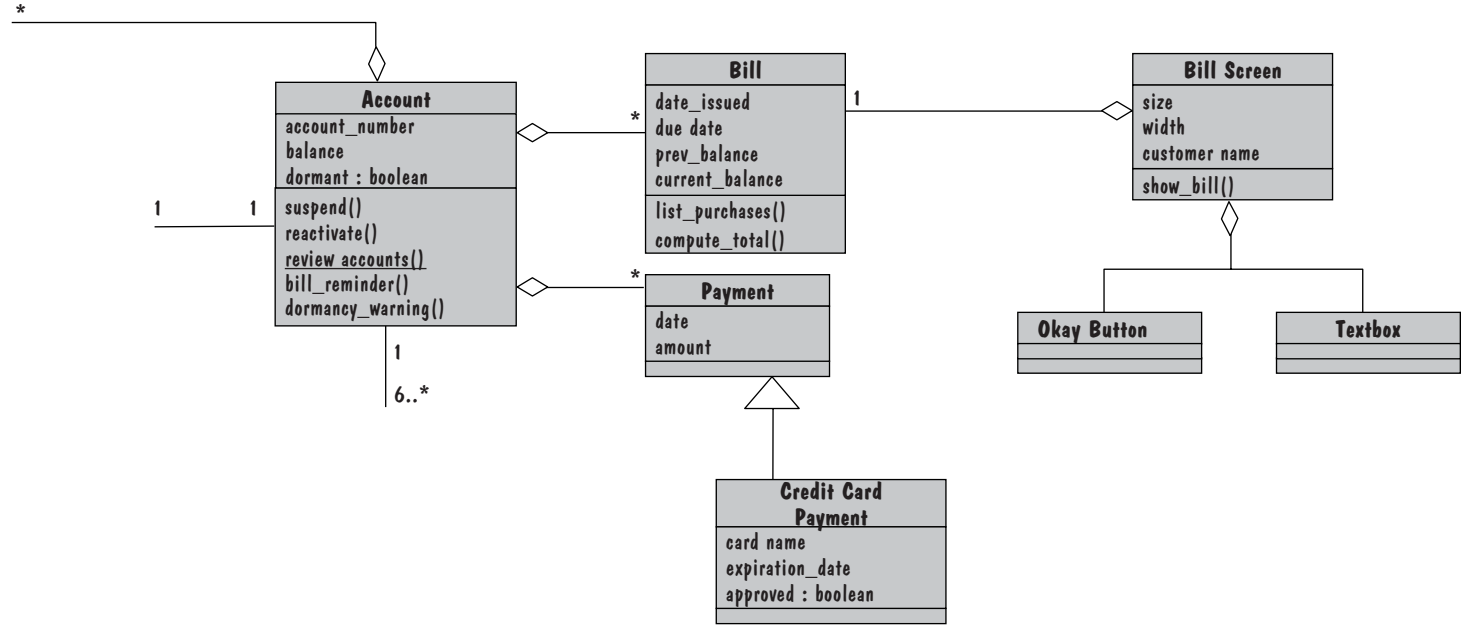 *
Account
account_number
balance
dormant : boolean
suspend()
reactivate()
review accounts()
bill_reminder()
dormancy_warning()
1 1
1
6..*
*
*
Bill
date_issued
due date
prev_balance
current_balance
list_purchases()
compute_total()
1
Payment
date
amount
Credit Card
Payment
card name
expiration_date
approved : boolean
Bill Screen
size
width
customer name
show_bill()
Okay Button
Textbox